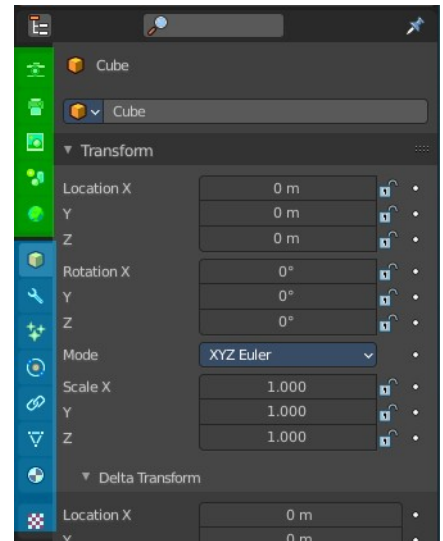 Cube
Cube
Transform
Location X 0 m
Y 0 m
Z 0 m
Rotation X 0°
Y 0°
Z 0°
Mode XYZ Euler
Scale X 1.000
Y 1.000
Z 1.000
Delta Transform
Location X 0 m
Y 0 m